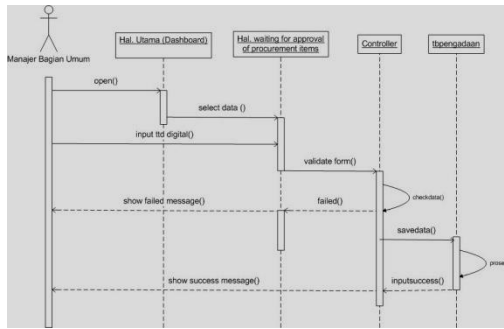 Hal. Utama (Dashboard)
Hal. waiting for approval
of procurement items
Controller
tbpengadaan
Manajer Bagian Umum
open()
select data ()
input ttd digital()
validate form()
checkdata()
show failed message()
failed()
savedata()
show success message()
inputsuccess()